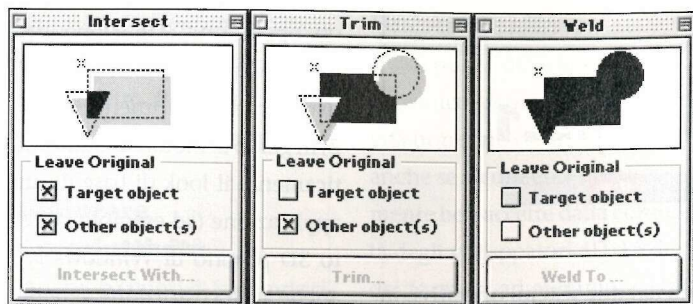 Intersect
Leave Original
Target object
Other object(s)
Intersect With...
Trim
Leave Original
Target object
Other object(s)
Trim...
Weld
Leave Original
Target object
Other object(s)
Weld To ...